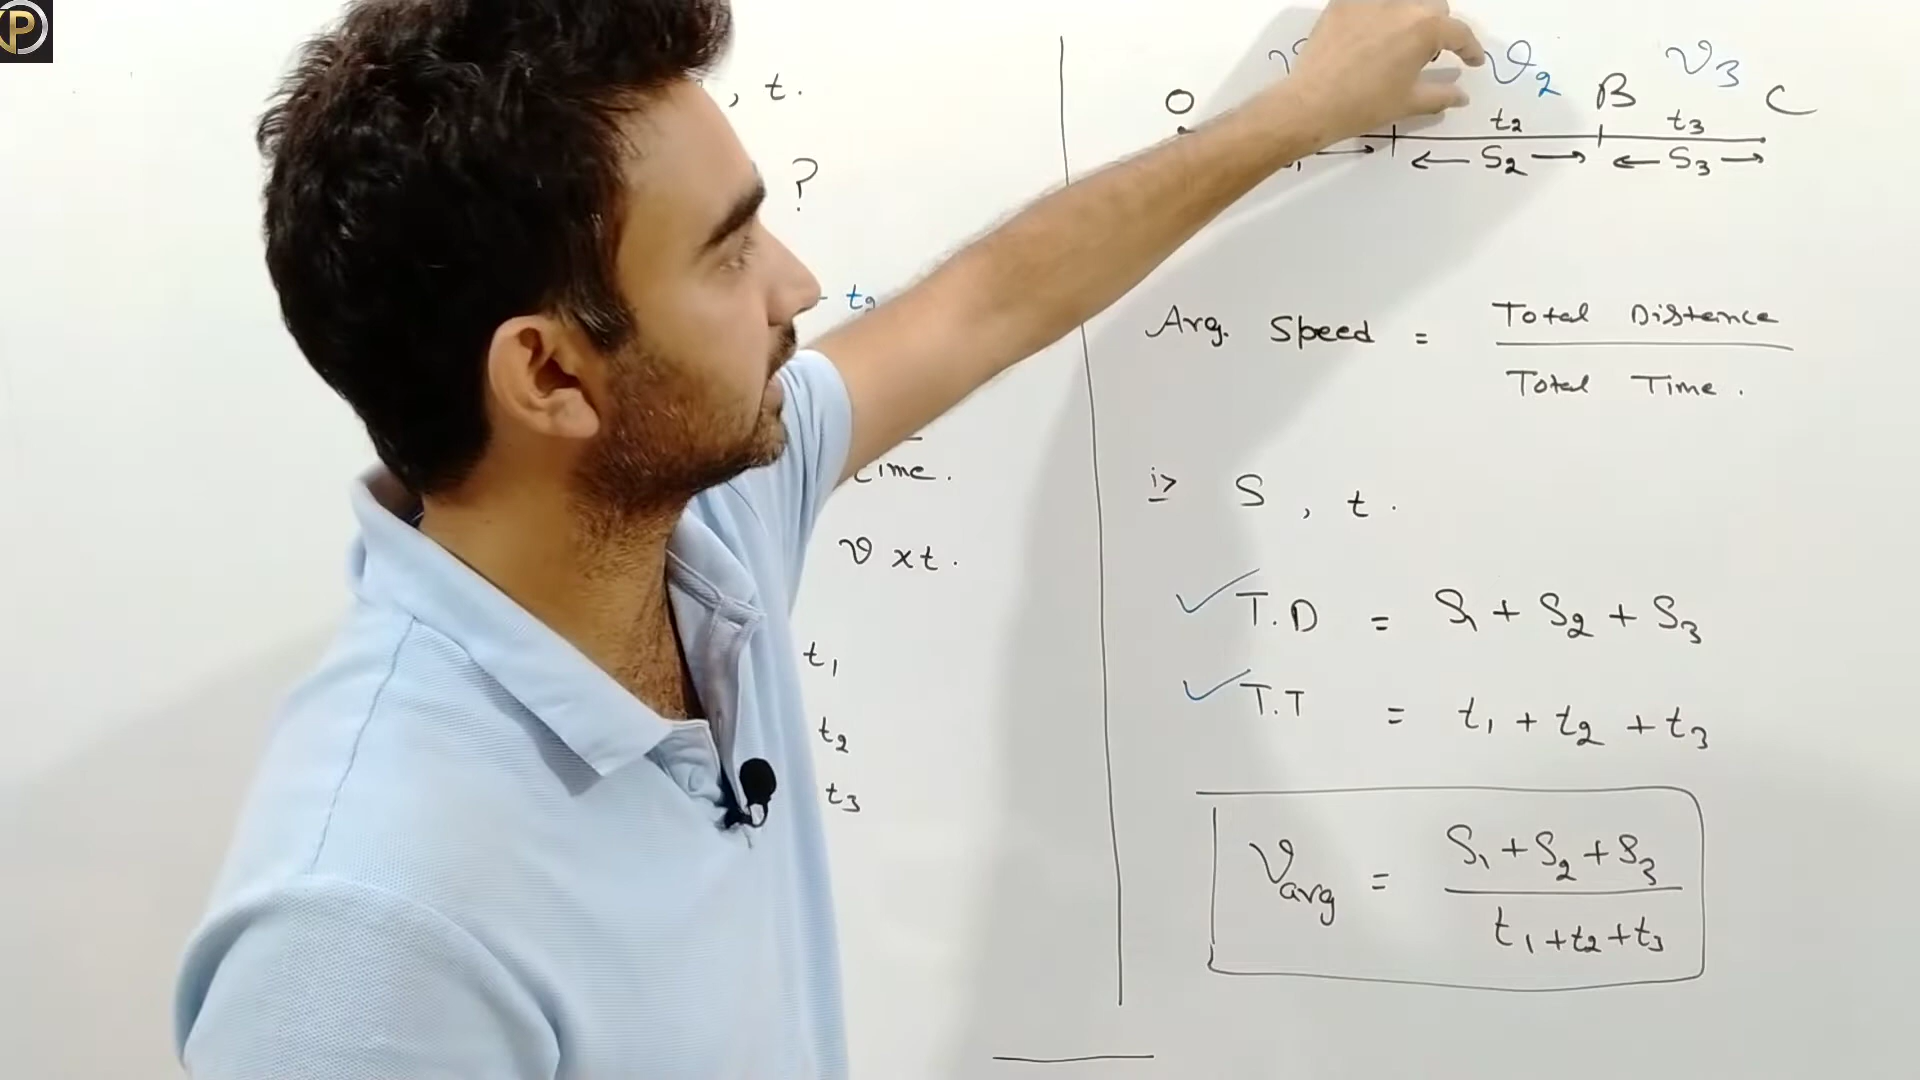 P
, t.
?
t2
time.
v x t.
t1
t2
t3
O v2 B v3 C
t2 t3
S2 S3
Avg. Speed = Total Distance
Total Time.
i> S, t.
✓ T.D = S1 + S2 + S3
✓ T.T = t1 + t2 + t3
Vavg = S1 + S2 + S3
t1 + t2 + t3